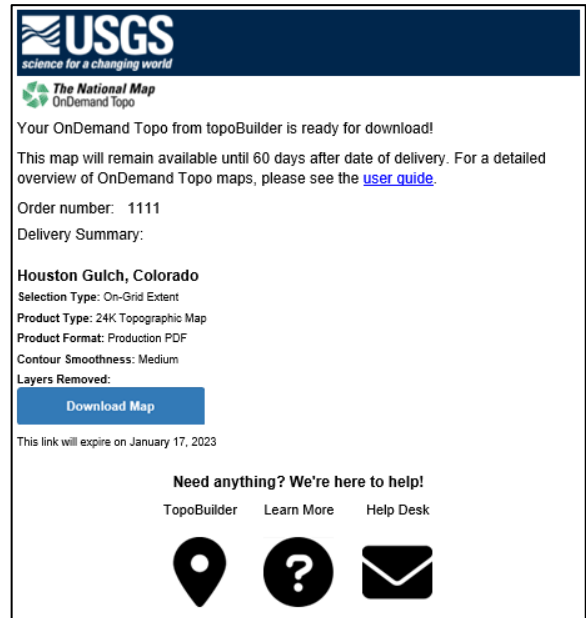 USGS
science for a changing world
The National Map
OnDemand Topo
Your OnDemand Topo from topoBuilder is ready for download!
This map will remain available until 60 days after date of delivery. For a detailed
overview of OnDemand Topo maps, please see the user guide.
Order number: 1111
Delivery Summary:
Houston Gulch, Colorado
Selection Type: On-Grid Extent
Product Type: 24K Topographic Map
Product Format: Production PDF
Contour Smoothness: Medium
Layers Removed:
Download Map
This link will expire on January 17, 2023
Need anything? We're here to help!
TopoBuilder Learn More Help Desk
?